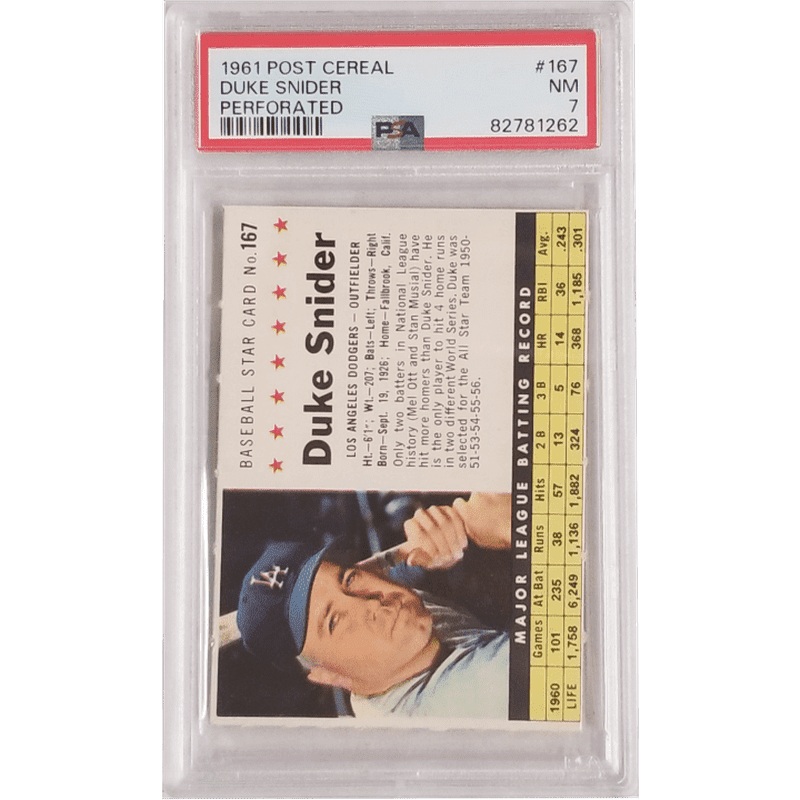 1961 POST CEREAL #167
DUKE SNIDER NM
PERFORATED 7
PSA 82781262
BASEBALL STAR CARD No.167
Duke Snider
LOS ANGELES DODGERS – OUTFIELDER
Ht.–6'1"; Wt.–207; Bats–Left; Throws–Right
Born–Sept. 19, 1926; Home–Fallbrook, Calif.
Only two batters in National League
history (Mel Ott and Stan Musial) have
hit more homers than Duke Snider. He
is the only player to hit 4 home runs
in two different World Series. Duke was
selected for the All Star Team 1950-
51-53-54-55-56.
LA
MAJOR LEAGUE BATTING RECORD
Games At Bat Runs Hits 2 B 3 B HR RBI Avg.
1960 101 235 38 57 13 5 14 36 .243
LIFE 1,758 6,249 1,136 1,882 324 76 368 1,185 .301